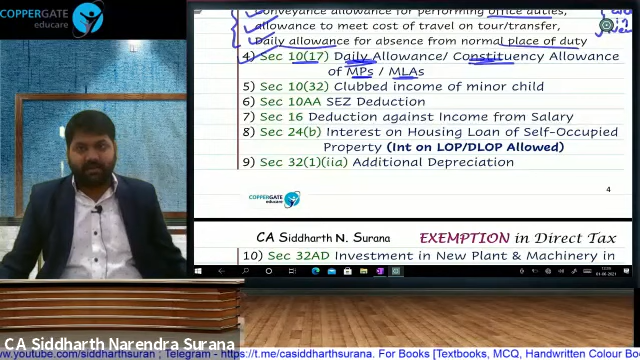 COPPERGATE
educare
Conveyance allowance for performing office duties,
allowance to meet cost of travel on tour/transfer,
Daily allowance for absence from normal place of duty
4) Sec 10(17) Daily Allowance/ Constituency Allowance
of MPs / MLAs
5) Sec 10(32) Clubbed income of minor child
6) Sec 10AA SEZ Deduction
7) Sec 16 Deduction against Income from Salary
8) Sec 24(b) Interest on Housing Loan of Self-Occupied
Property (Int on LOP/DLOP Allowed)
9) Sec 32(1)(iia) Additional Depreciation
COPPERGATE
educare
4
CA Siddharth N. Surana EXEMPTION in Direct Tax
10) Sec 32AD Investment in New Plant & Machinery in
CA Siddharth Narendra Surana
www.youtube.com/siddharthsuran ; Telegram - https://t.me/casiddharthsurana. For Books [Textbooks, MCQ, Handwritten Colour Bo